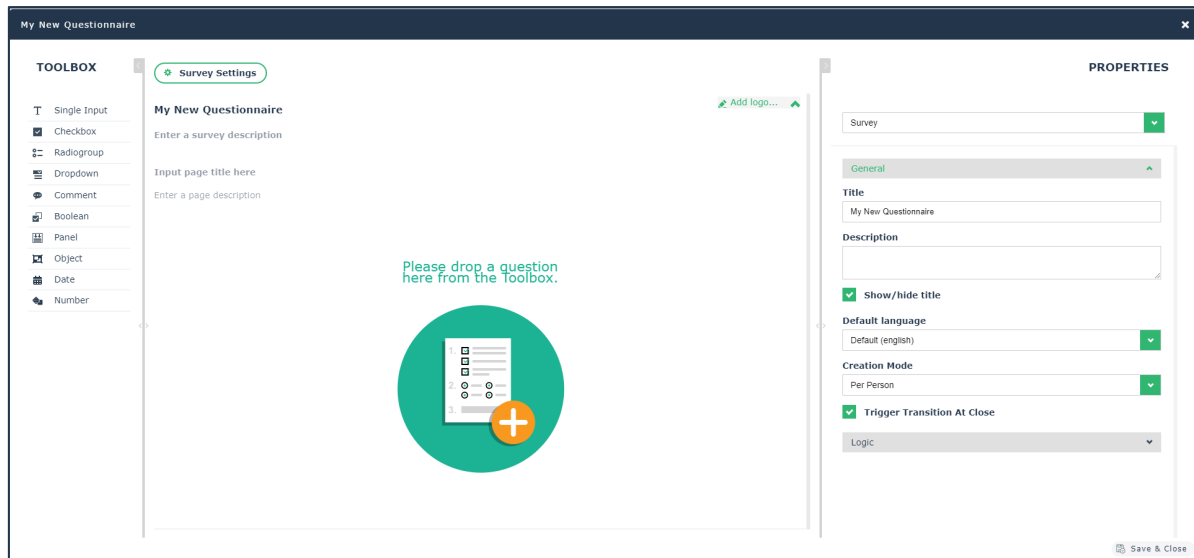 My New Questionnaire
TOOLBOX
Single Input
Checkbox
Radiogroup
Dropdown
Comment
Boolean
Panel
Object
Date
Number
Survey Settings
My New Questionnaire
Add logo...
Enter a survey description
Input page title here
Enter a page description
Please drop a question
here from the Toolbox.
1.
2.
3.
PROPERTIES
Survey
General
Title
My New Questionnaire
Description
Show/hide title
Default language
Default (english)
Creation Mode
Per Person
Trigger Transition At Close
Logic
Save & Close